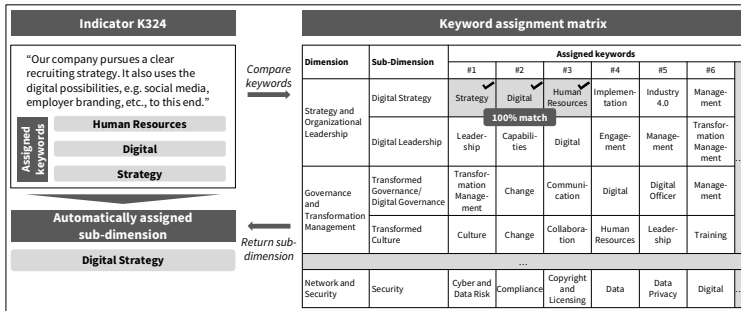 Indicator K324
“Our company pursues a clear
recruiting strategy. It also uses the
digital possibilities, e.g. social media,
employer branding, etc., to this end.”
Assigned
keywords
Human Resources
Digital
Strategy
Automatically assigned
sub-dimension
Digital Strategy
Compare
keywords
Return sub-
dimension
Keyword assignment matrix
Dimension
Sub-Dimension
Assigned keywords
#1
#2
#3
#4
#5
#6
Strategy and
Organizational
Leadership
Digital Strategy
Strategy
Digital
Human
Resources
Implemen-
tation
Industry
4.0
Manage-
ment
100% match
Digital Leadership
Leader-
ship
Capabili-
ties
Digital
Engage-
ment
Manage-
ment
Transfor-
mation
Manage-
ment
...
Governance
and
Transformation
Management
Transformed
Governance/
Digital Governance
Transfor-
mation
Manage-
ment
Change
Communi-
cation
Digital
Digital
Officer
Manage-
ment
Transformed
Culture
Culture
Change
Collabora-
tion
Human
Resources
Leader-
ship
Training
...
Network and
Security
Security
Cyber and
Data Risk
Compliance
Copyright
and
Licensing
Data
Data
Privacy
Digital
...